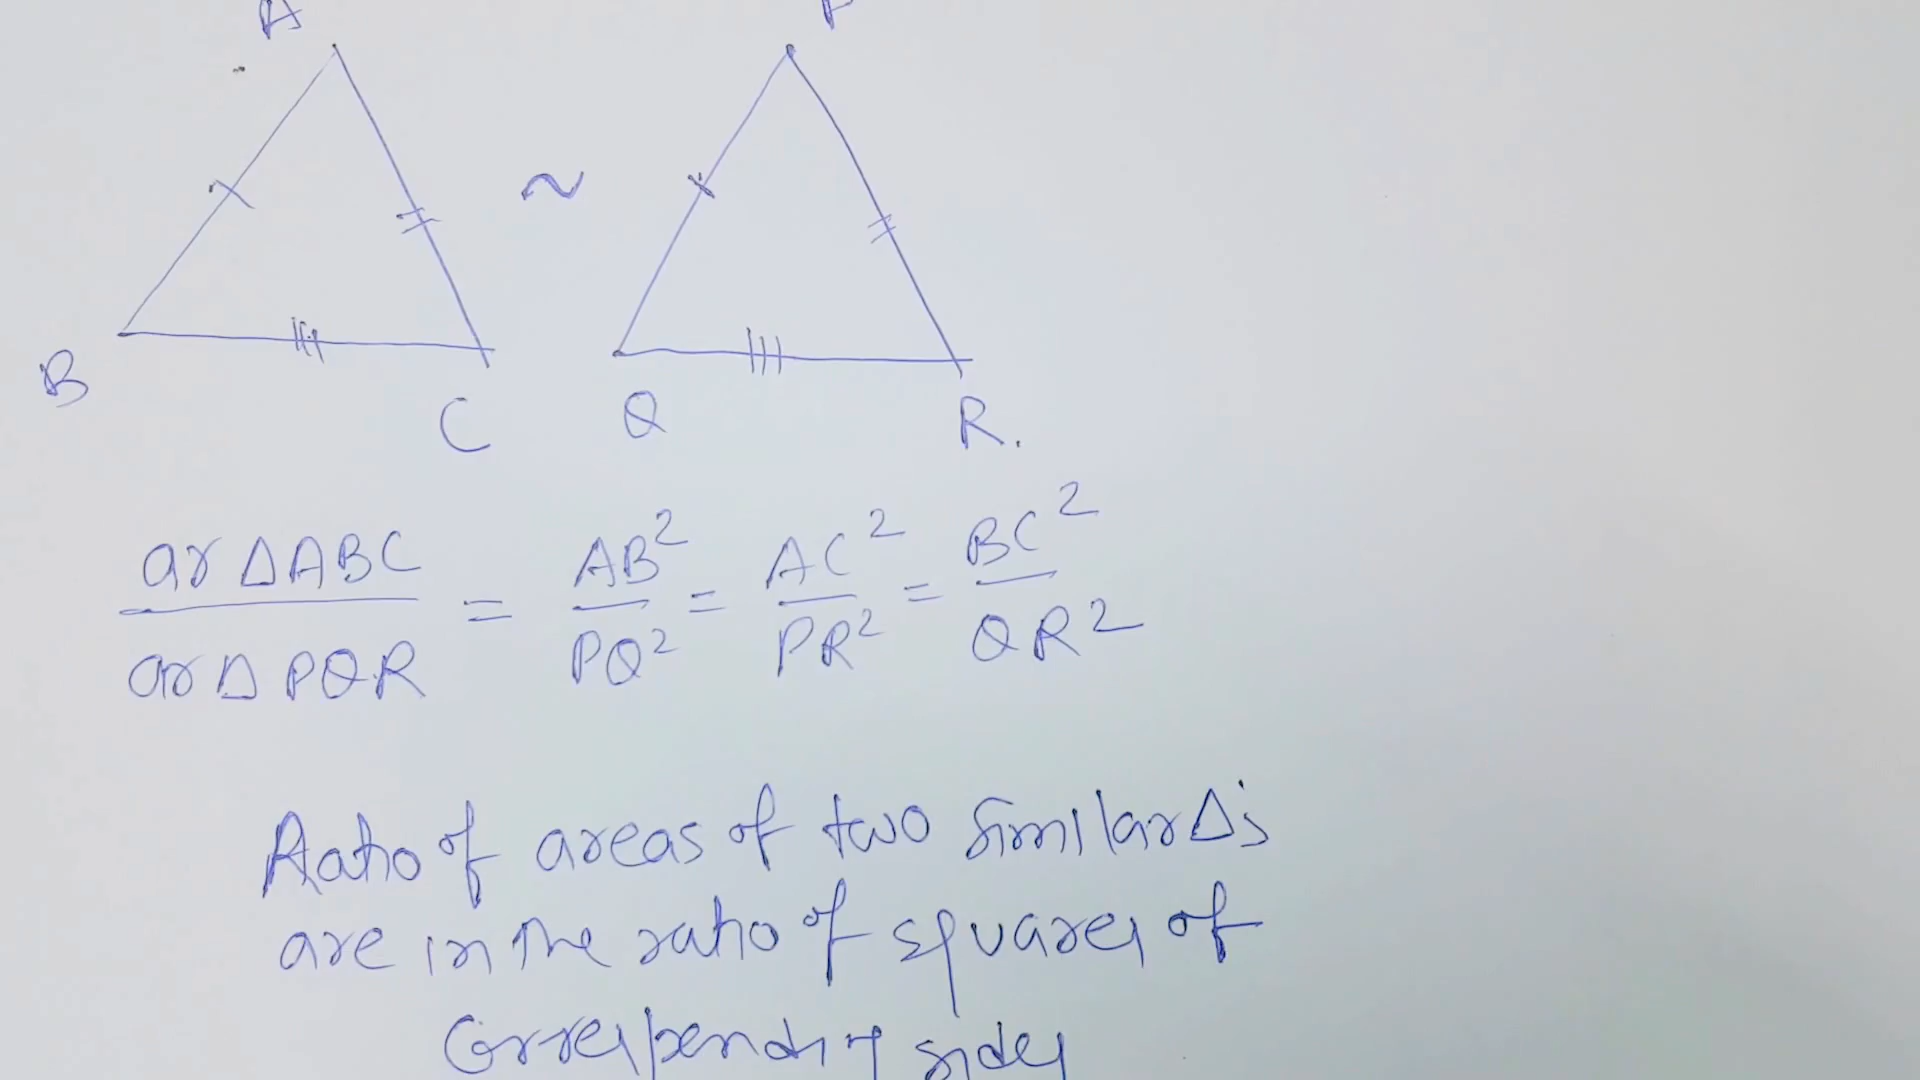 A P
~
B C Q R.
ar ΔABC / ar Δ PQR = AB² / PQ² = AC² / PR² = BC² / QR²
Ratio of areas of two similar Δ's
are in the ratio of squares of
Corresponding sides